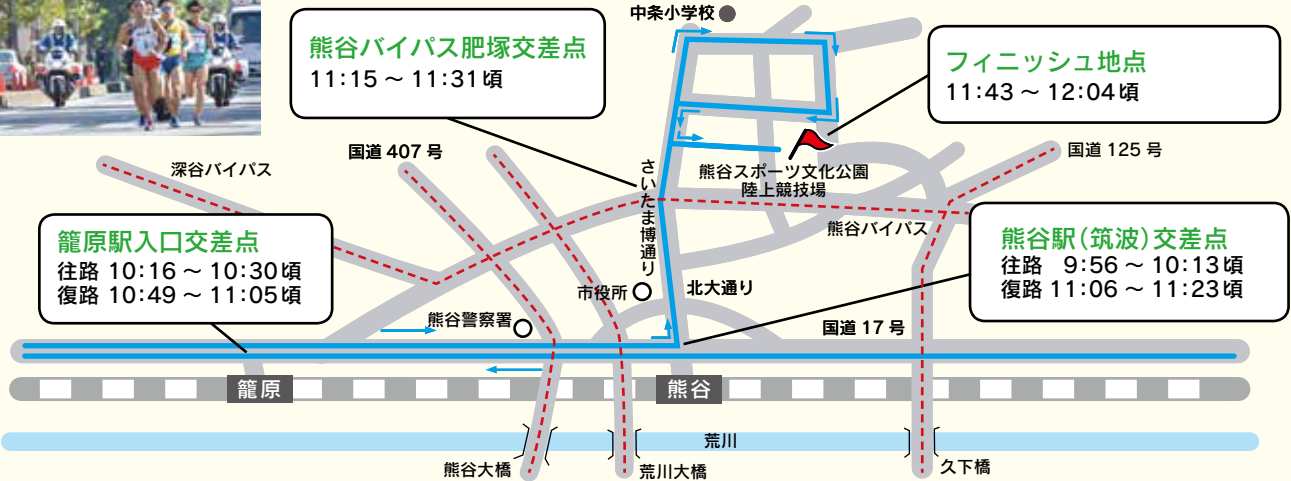 中条小学校
熊谷バイパス肥塚交差点
11:15 ~ 11:31頃
フィニッシュ地点
11:43 ~ 12:04頃
国道 407 号
深谷バイパス
さいたま博通り
熊谷スポーツ文化公園
陸上競技場
国道 125 号
熊谷バイパス
籠原駅入口交差点
往路 10:16 ~ 10:30頃
復路 10:49 ~ 11:05頃
熊谷駅(筑波)交差点
往路 9:56 ~ 10:13頃
復路 11:06 ~ 11:23頃
市役所
北大通り
熊谷警察署
国道 17 号
籠原
熊谷
荒川
熊谷大橋
荒川大橋
久下橋